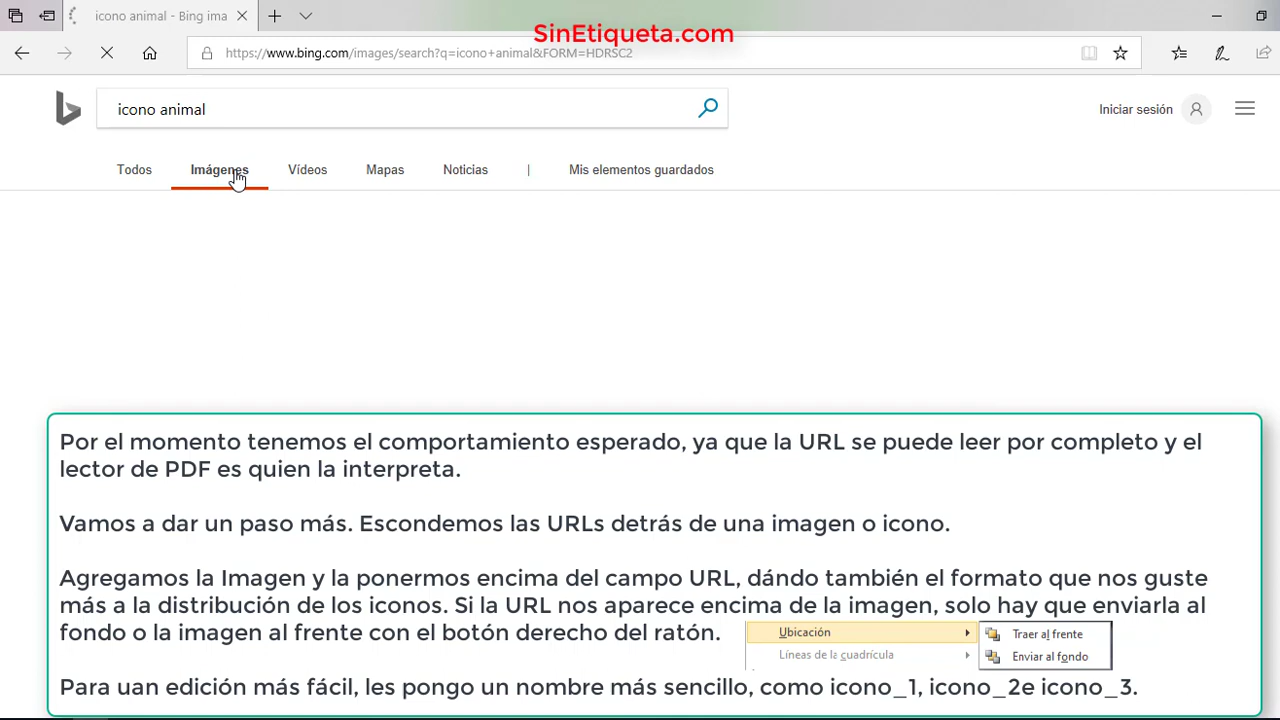 icono animal - Bing ima
SinEtiqueta.com
https://www.bing.com/images/search?q=icono+animal&FORM=HDRSC2
icono animal
Iniciar sesión
Todos
Imágenes
Vídeos
Mapas
Noticias
|
Mis elementos guardados
Por el momento tenemos el comportamiento esperado, ya que la URL se puede leer por completo y el
lector de PDF es quien la interpreta.
Vamos a dar un paso más. Escondemos las URLs detrás de una imagen o icono.
Agregamos la Imagen y la ponermos encima del campo URL, dándo también el formato que nos guste
más a la distribución de los iconos. Si la URL nos aparece encima de la imagen, solo hay que enviarla al
fondo o la imagen al frente con el botón derecho del ratón.
Ubicación
Traer al frente
Líneas de la cuadrícula
Enviar al fondo
Para uan edición más fácil, les pongo un nombre más sencillo, como icono_1, icono_2e icono_3.